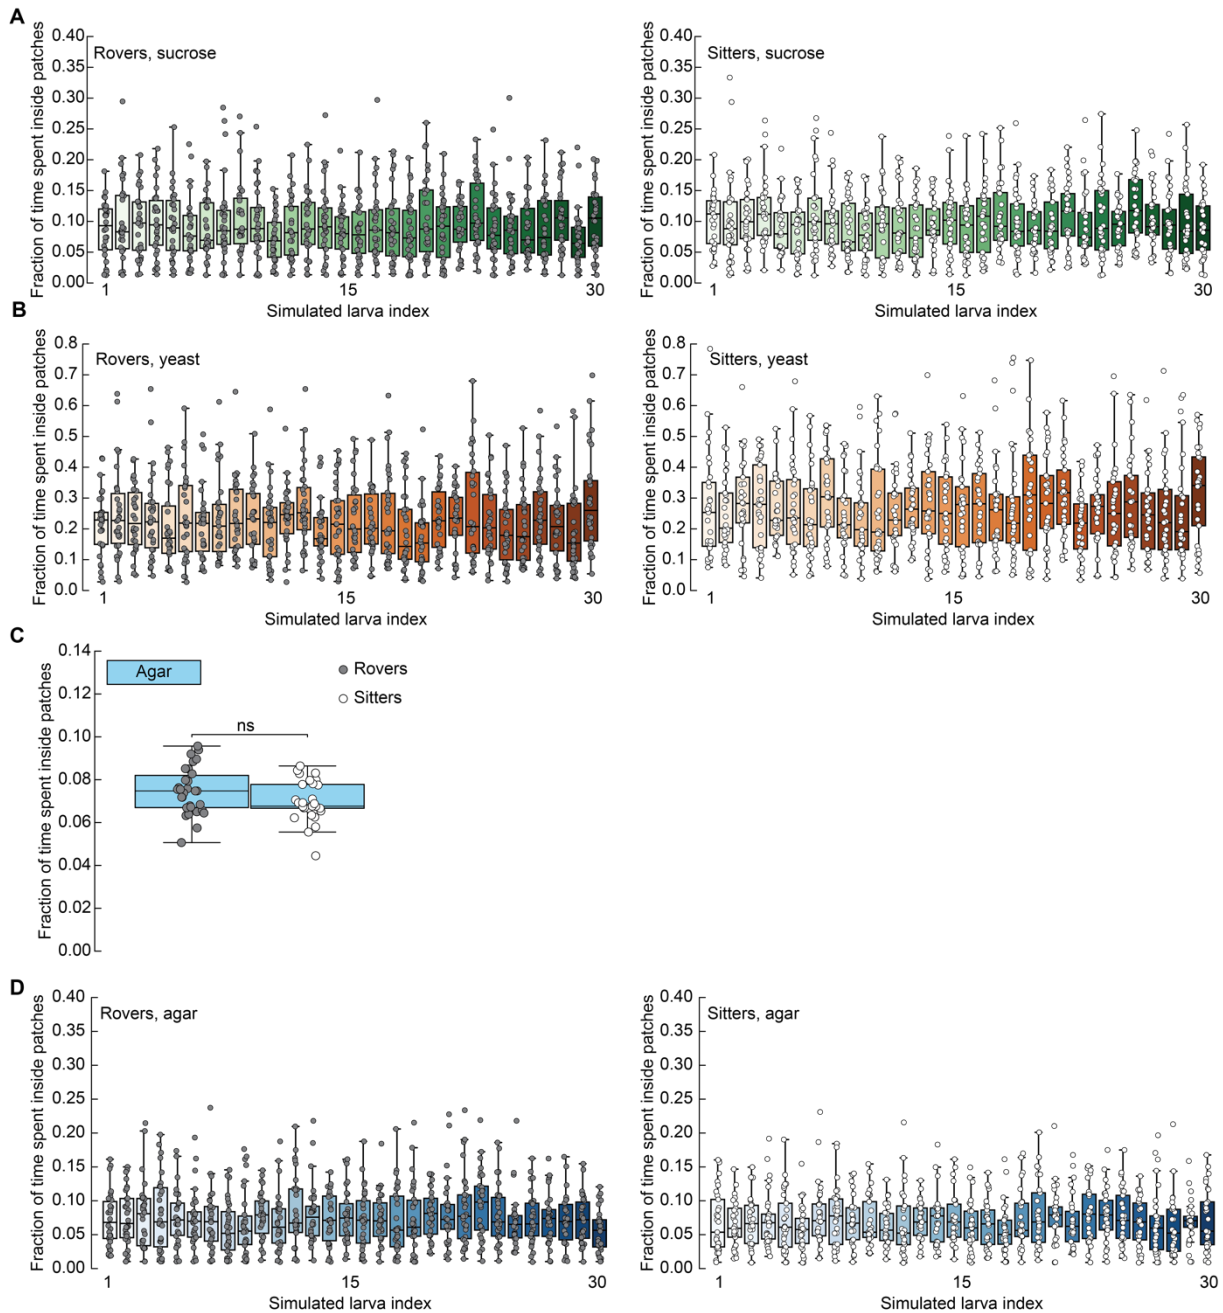 A
Rovers, sucrose
Fraction of time spent inside patches
0.40
0.35
0.30
0.25
0.20
0.15
0.10
0.05
0.00
1
15
30
Simulated larva index
Sitters, sucrose
Fraction of time spent inside patches
0.40
0.35
0.30
0.25
0.20
0.15
0.10
0.05
0.00
1
15
30
Simulated larva index
B
Rovers, yeast
Fraction of time spent inside patches
0.8
0.7
0.6
0.5
0.4
0.3
0.2
0.1
0.0
1
15
30
Simulated larva index
Sitters, yeast
Fraction of time spent inside patches
0.8
0.7
0.6
0.5
0.4
0.3
0.2
0.1
0.0
1
15
30
Simulated larva index
C
Fraction of time spent inside patches
0.14
0.12
0.10
0.08
0.06
0.04
0.02
0.00
Agar
Rovers
Sitters
ns
D
Rovers, agar
Fraction of time spent inside patches
0.40
0.35
0.30
0.25
0.20
0.15
0.10
0.05
0.00
1
15
30
Simulated larva index
Sitters, agar
Fraction of time spent inside patches
0.40
0.35
0.30
0.25
0.20
0.15
0.10
0.05
0.00
1
15
30
Simulated larva index